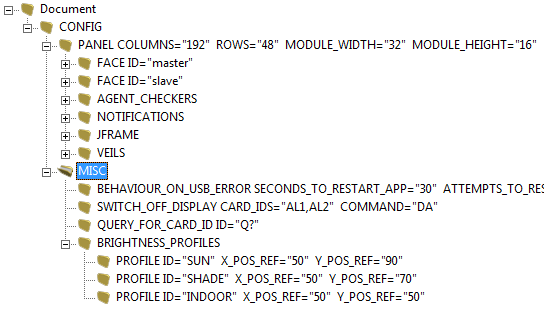 Document
CONFIG
PANEL COLUMNS="192" ROWS="48" MODULE_WIDTH="32" MODULE_HEIGHT="16"
FACE ID="master"
FACE ID="slave"
AGENT_CHECKERS
NOTIFICATIONS
JFRAME
VEILS
MISC
BEHAVIOUR_ON_USB_ERROR SECONDS_TO_RESTART_APP="30" ATTEMPTS_TO_RES
SWITCH_OFF_DISPLAY CARD_IDS="AL1,AL2" COMMAND="DA"
QUERY_FOR_CARD_ID ID="Q?"
BRIGHTNESS_PROFILES
PROFILE ID="SUN" X_POS_REF="50" Y_POS_REF="90"
PROFILE ID="SHADE" X_POS_REF="50" Y_POS_REF="70"
PROFILE ID="INDOOR" X_POS_REF="50" Y_POS_REF="50"